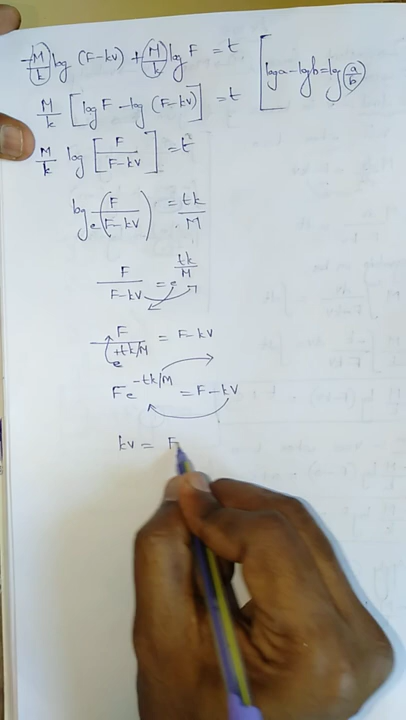 -M/k log (F-kv) + (M/k) log F = t
M/k [log F - log (F-kv)] = t [log a - log b = log (a/b)
M/k log [F/F-kv] = t
log e (F/F-kv) = tk/M
F/F-kv = e^tk/M
F/e^+tk/M = F-kv
Fe^-tk/M = F-kv
kv = F